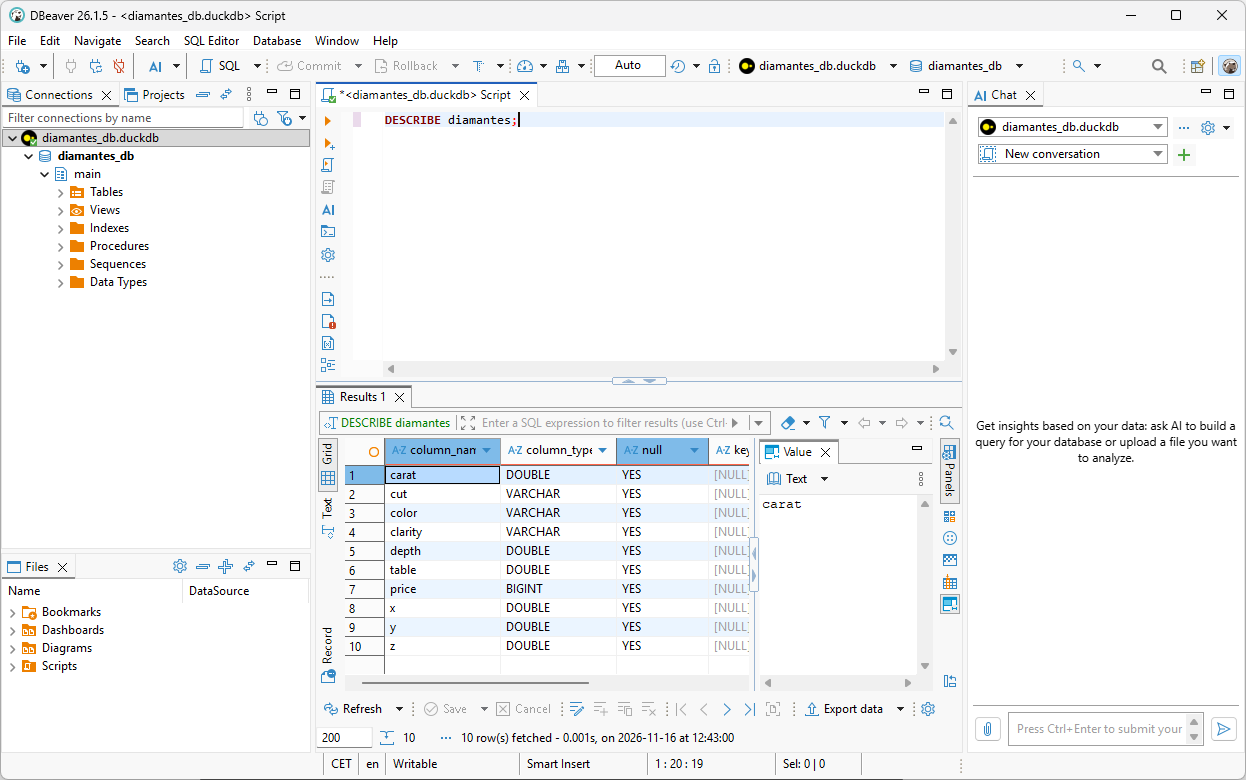 DBeaver 26.1.5 - <diamantes_db.duckdb> Script
File Edit Navigate Search SQL Editor Database Window Help
AI SQL Commit Rollback T Auto diamantes_db.duckdb diamantes_db
Connections Projects
Filter connections by name
diamantes_db.duckdb
diamantes_db
main
Tables
Views
Indexes
Procedures
Sequences
Data Types
Files
Name DataSource
Bookmarks
Dashboards
Diagrams
Scripts
*<diamantes_db.duckdb> Script
DESCRIBE diamantes;
AI
Results 1
DESCRIBE diamantes Enter a SQL expression to filter results (use Ctrl-
Grid
Text
Record
A-Z column_nam A-Z column_type A-Z null A-Z key
1 carat DOUBLE YES [NULL]
2 cut VARCHAR YES [NULL]
3 color VARCHAR YES [NULL]
4 clarity VARCHAR YES [NULL]
5 depth DOUBLE YES [NULL]
6 table DOUBLE YES [NULL]
7 price BIGINT YES [NULL]
8 x DOUBLE YES [NULL]
9 y DOUBLE YES [NULL]
10 z DOUBLE YES [NULL]
Value
Text
carat
Panels
Refresh Save Cancel Export data
200 10 ··· 10 row(s) fetched - 0.001s, on 2026-11-16 at 12:43:00
AI Chat
diamantes_db.duckdb
New conversation
Get insights based on your data: ask AI to build a
query for your database or upload a file you want
to analyze.
Press Ctrl+Enter to submit your
CET en Writable Smart Insert 1 : 20 : 19 Sel: 0 | 0